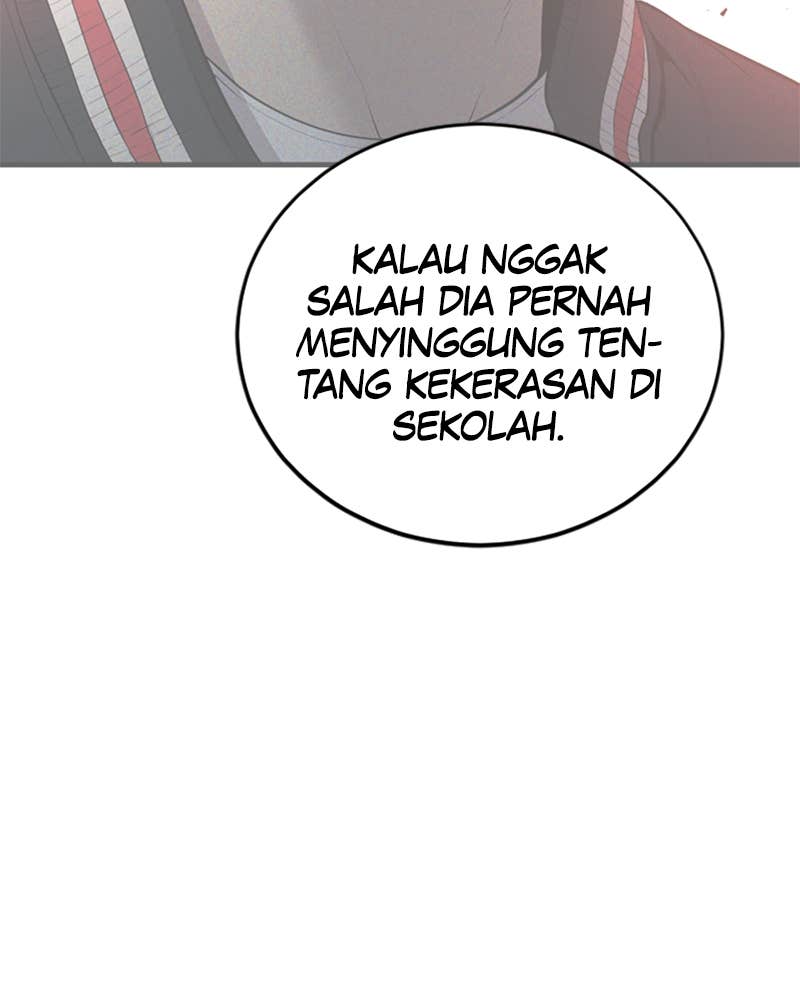 KALAU NGGAK
SALAH DIA PERNAH
MENYINGGUNG TEN-
TANG KEKERASAN DI
SEKOLAH.